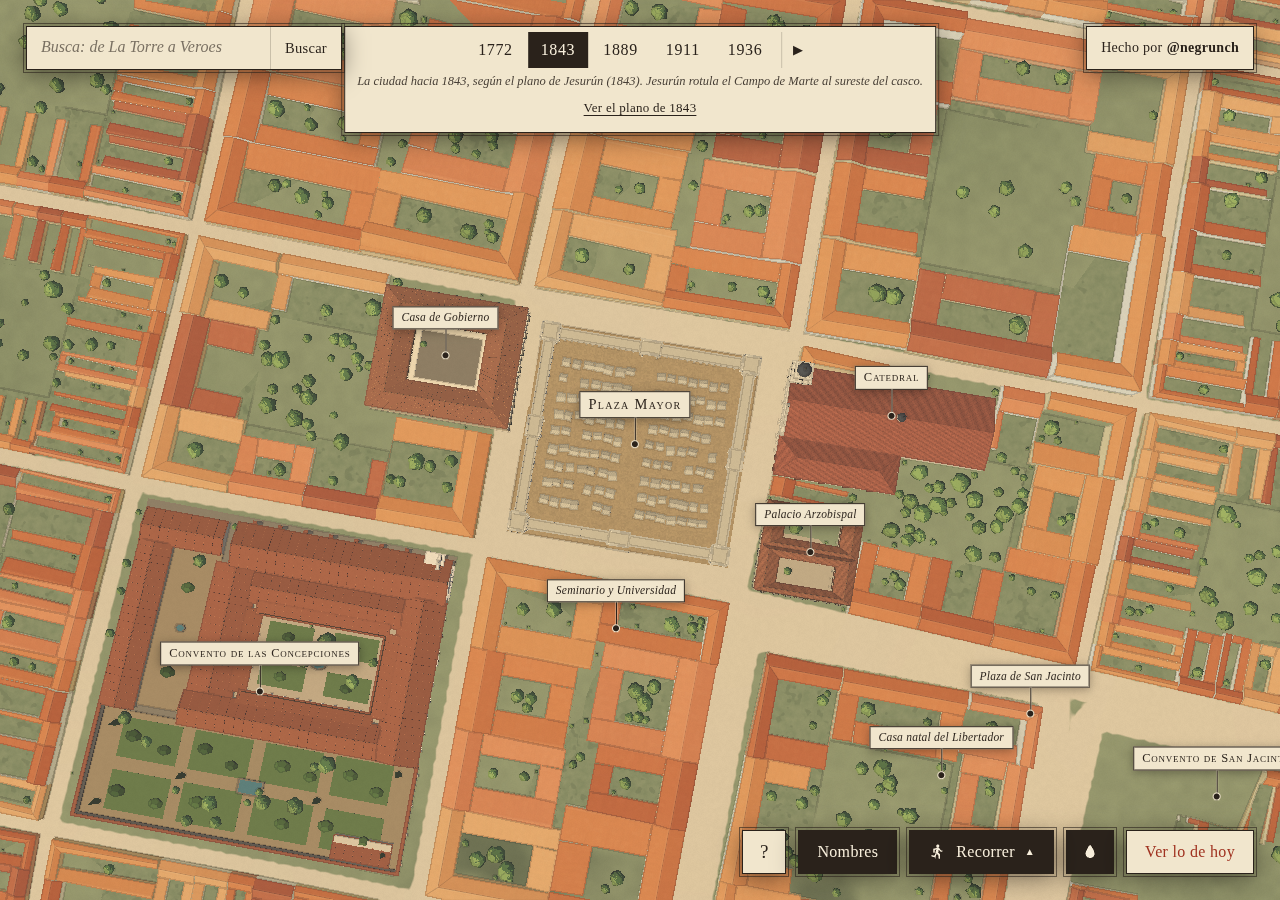 Busca: de La Torre a Veroes
Buscar
1772 1843 1889 1911 1936 ▶
La ciudad hacia 1843, según el plano de Jesurún (1843). Jesurún rotula el Campo de Marte al sureste del casco.
Ver el plano de 1843
Hecho por @negrunch
Casa de Gobierno
Catedral
Plaza Mayor
Palacio Arzobispal
Seminario y Universidad
Convento de las Concepciones
Plaza de San Jacinto
Casa natal del Libertador
Convento de San Jacint
? Nombres Recorrer ▲ Ver lo de hoy